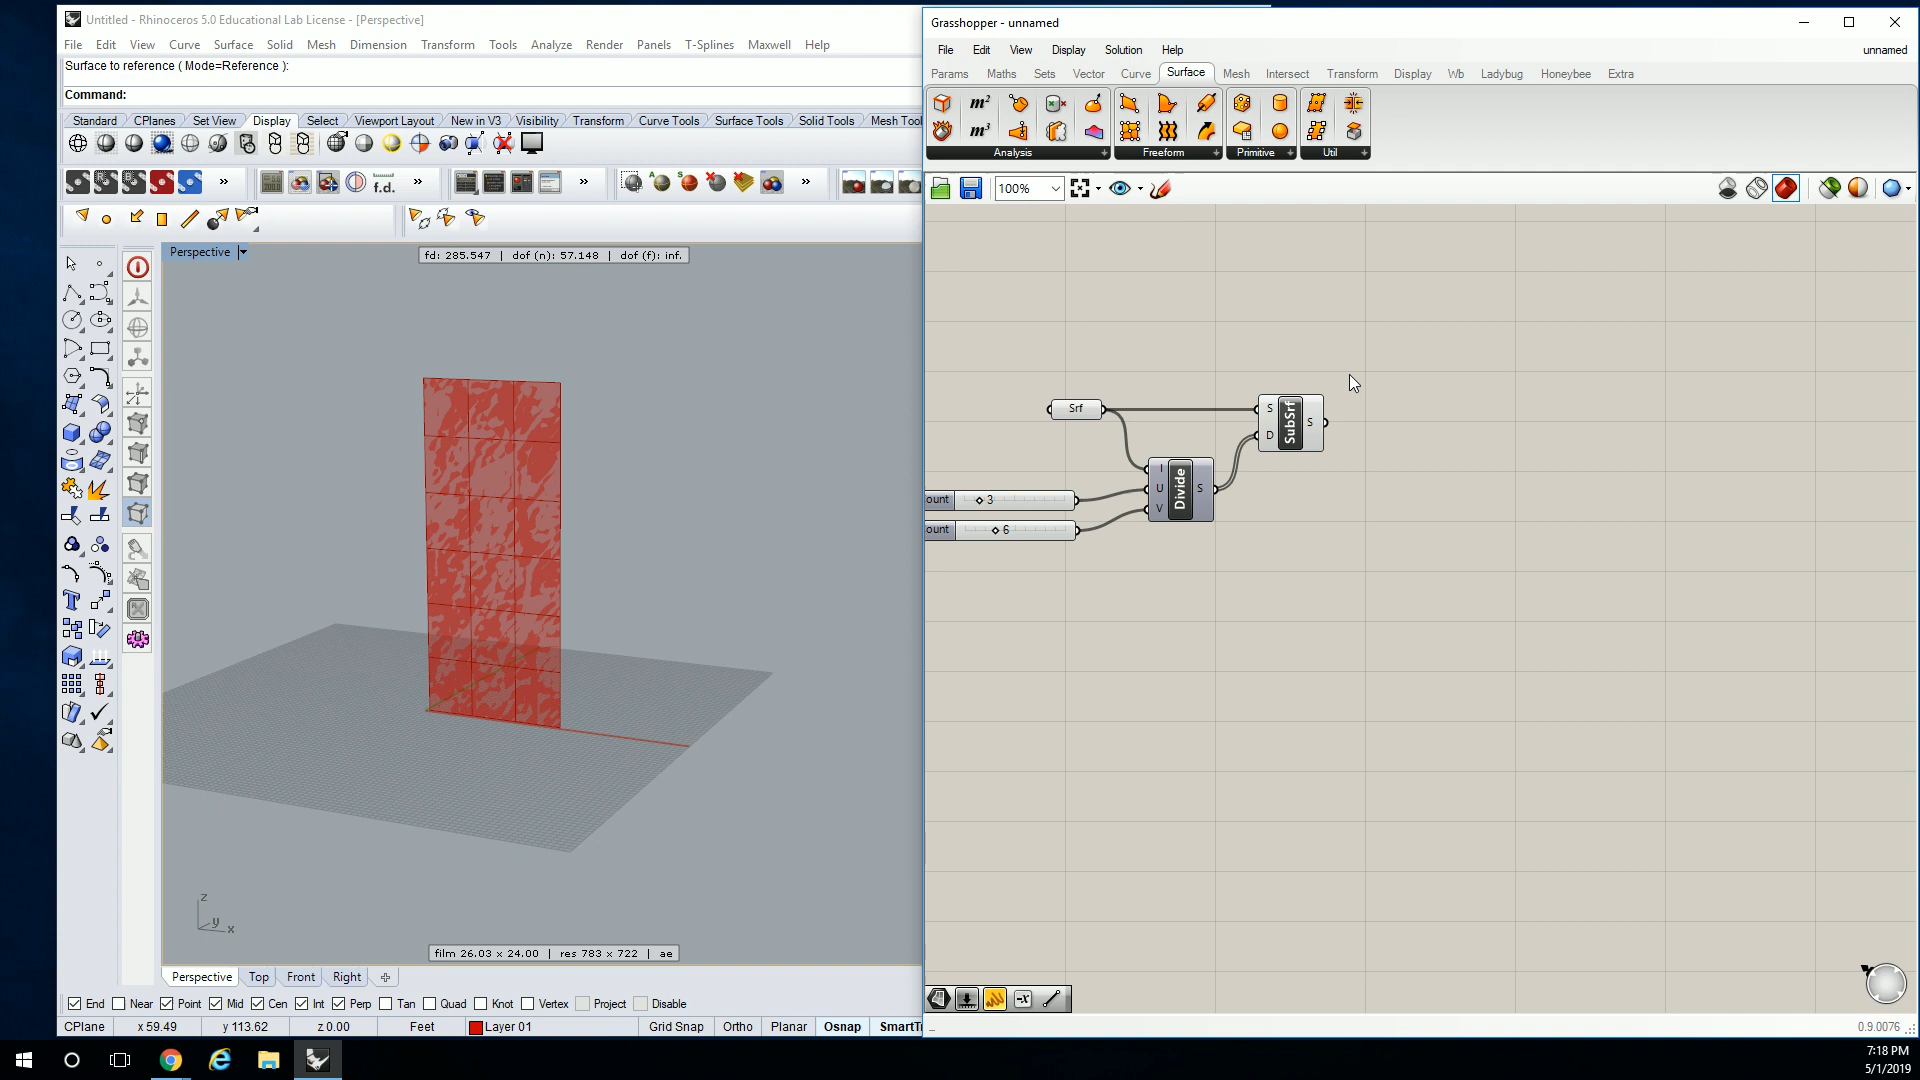 Untitled - Rhinoceros 5.0 Educational Lab License - [Perspective]
File Edit View Curve Surface Solid Mesh Dimension Transform Tools Analyze Render Panels T-Splines Maxwell Help
Surface to reference ( Mode=Reference ):
Command:
Standard CPlanes Set View Display Select Viewport Layout New in V3 Visibility Transform Curve Tools Surface Tools Solid Tools Mesh Tool
f.d.
Perspective
fd: 285.547 | dof (n): 57.148 | dof (f): inf.
z
y
x
film 26.03 x 24.00 | res 783 x 722 | ae
Perspective Top Front Right
End Near Point Mid Cen Int Perp Tan Quad Knot Vertex Project Disable
CPlane x 59.49 y 113.62 z 0.00 Feet Layer 01 Grid Snap Ortho Planar Osnap SmartTr
Grasshopper - unnamed
File Edit View Display Solution Help unnamed
Params Maths Sets Vector Curve Surface Mesh Intersect Transform Display Wb Ladybug Honeybee Extra
m²
m³
Analysis Freeform Primitive Util
100%
Srf
S
D
SubSrf
S
I
U
V
Divide
S
ount 3
ount 6
-x
0.9.0076
7:18 PM
5/1/2019